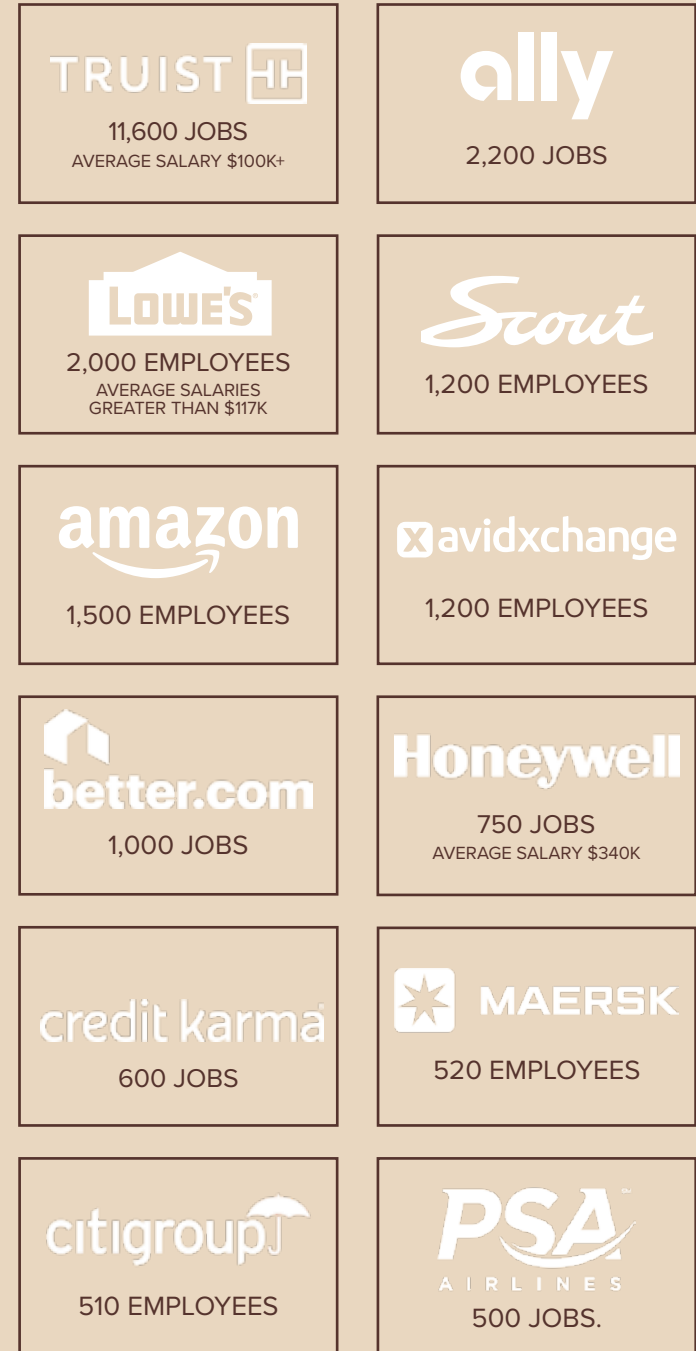 TRUIST
11,600 JOBS
AVERAGE SALARY $100K+
ally
2,200 JOBS
LOWE'S
2,000 EMPLOYEES
AVERAGE SALARIES
GREATER THAN $117K
Scout
1,200 EMPLOYEES
amazon
1,500 EMPLOYEES
x avidxchange
1,200 EMPLOYEES
better.com
1,000 JOBS
Honeywell
750 JOBS
AVERAGE SALARY $340K
credit karma
600 JOBS
MAERSK
520 EMPLOYEES
citigroup
510 EMPLOYEES
PSA
AIRLINES
500 JOBS.